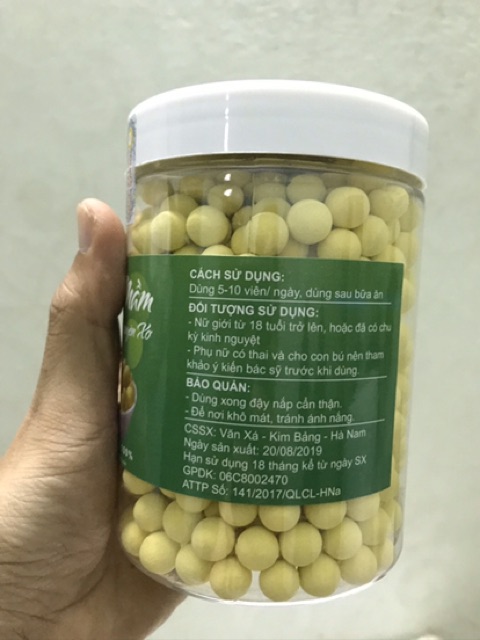 CÁCH SỬ DỤNG:
Dùng 5-10 viên/ ngày, dùng sau bữa ăn
ĐỐI TƯỢNG SỬ DỤNG:
- Nữ giới từ 18 tuổi trở lên, hoặc đã có chu
kỳ kinh nguyệt
- Phụ nữ có thai và cho con bú nên tham
khảo ý kiến bác sỹ trước khi dùng.
BẢO QUẢN:
- Dùng xong đậy nắp cẩn thận.
- Để nơi khô mát, tránh ánh nắng.
CSSX: Văn Xá - Kim Bảng - Hà Nam
Ngày sản xuất: 20/08/2019
Hạn sử dụng 18 tháng kể từ ngày SX
GPDK: 06C8002470
ATTP Số: 141/2017/QLCL-HNa